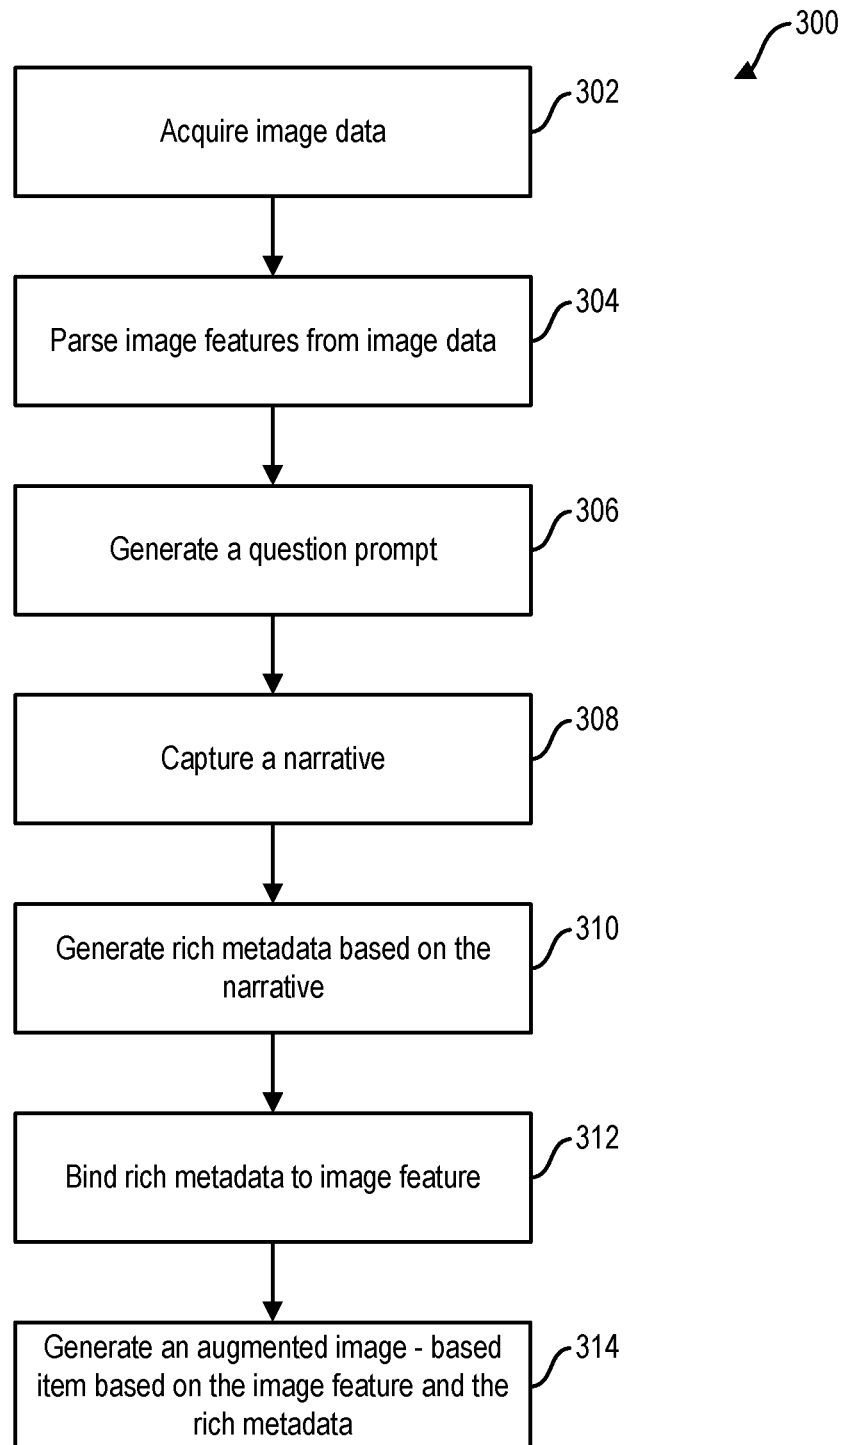 300
302
Acquire image data
304
Parse image features from image data
306
Generate a question prompt
308
Capture a narrative
310
Generate rich metadata based on the
narrative
312
Bind rich metadata to image feature
314
Generate an augmented image - based
item based on the image feature and the
rich metadata